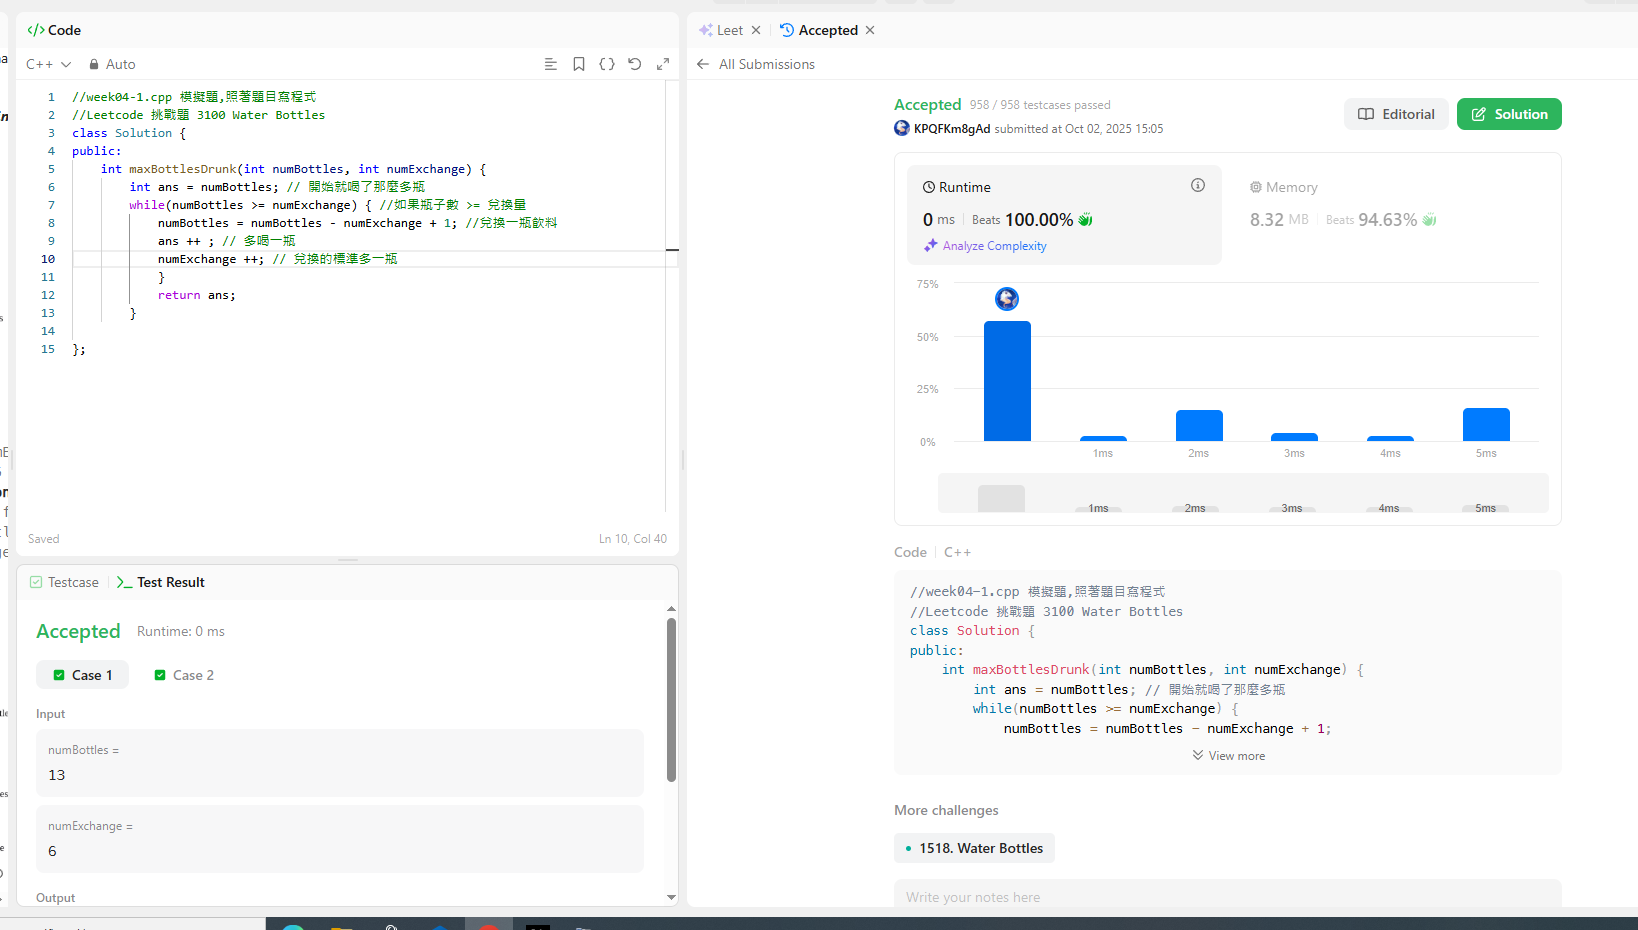 Code
C++
Auto
1 //week04-1.cpp 模擬題,照著題目寫程式
2 //Leetcode 挑戰題 3100 Water Bottles
3 class Solution {
4 public:
5 int maxBottlesDrunk(int numBottles, int numExchange) {
6 int ans = numBottles; // 開始就喝了那麼多瓶
7 while(numBottles >= numExchange) { //如果瓶子數 >= 兌換量
8 numBottles = numBottles - numExchange + 1; //兌換一瓶飲料
9 ans ++ ; // 多喝一瓶
10 numExchange ++; // 兌換的標準多一瓶
11 }
12 return ans;
13 }
14
15 };
Saved
Ln 10, Col 40
Testcase
Test Result
Accepted
Runtime: 0 ms
Case 1
Case 2
Input
numBottles =
13
numExchange =
6
Output
Leet
Accepted
All Submissions
Accepted 958 / 958 testcases passed
KPQFKm8gAd submitted at Oct 02, 2025 15:05
Editorial
Solution
Runtime
0 ms Beats 100.00%
Analyze Complexity
Memory
8.32 MB Beats 94.63%
75%
50%
25%
0%
1ms 2ms 3ms 4ms 5ms
1ms 2ms 3ms 4ms 5ms
Code C++
//week04-1.cpp 模擬題,照著題目寫程式
//Leetcode 挑戰題 3100 Water Bottles
class Solution {
public:
int maxBottlesDrunk(int numBottles, int numExchange) {
int ans = numBottles; // 開始就喝了那麼多瓶
while(numBottles >= numExchange) {
numBottles = numBottles - numExchange + 1;
View more
More challenges
1518. Water Bottles
Write your notes here